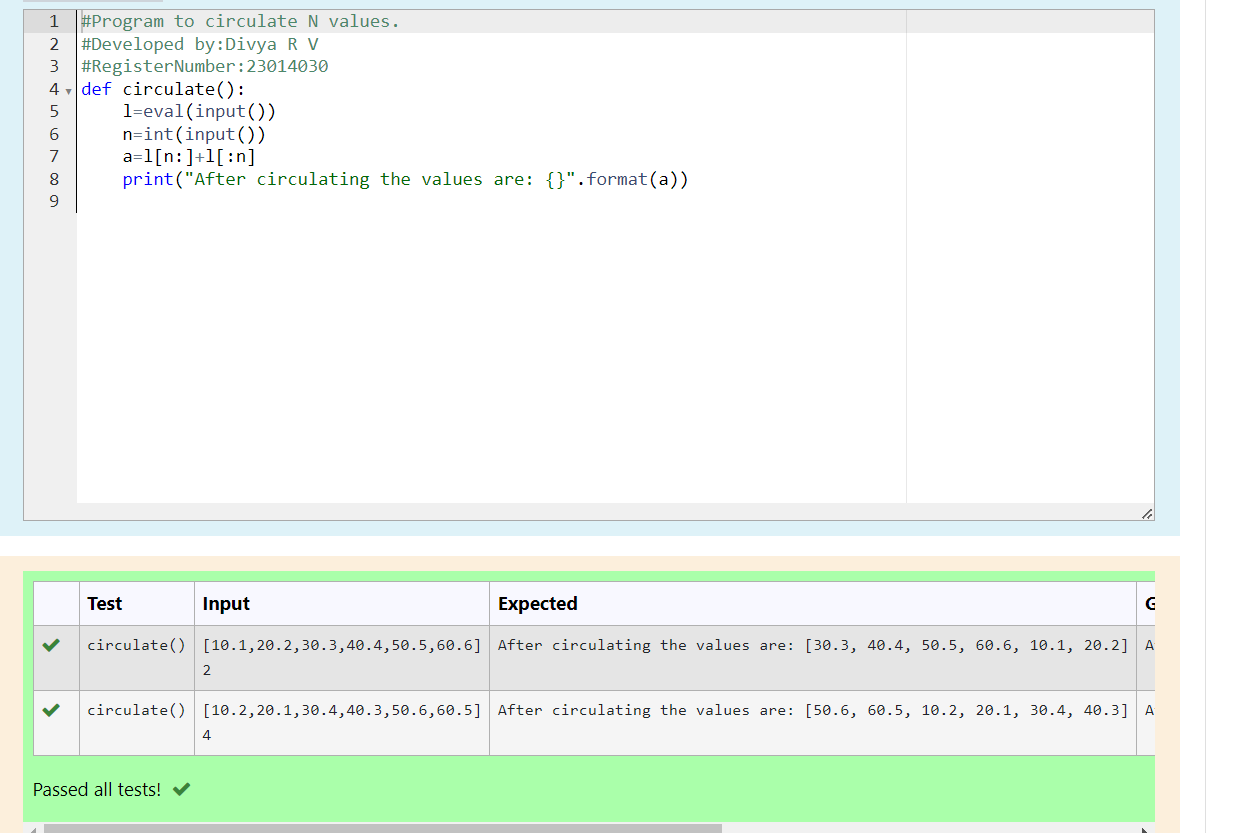 1 #Program to circulate N values.
2 #Developed by:Divya R V
3 #RegisterNumber:23014030
4 def circulate():
5     l=eval(input())
6     n=int(input())
7     a=l[n:]+l[:n]
8     print("After circulating the values are: {}".format(a))
9
Test Input Expected G
circulate() [10.1,20.2,30.3,40.4,50.5,60.6] After circulating the values are: [30.3, 40.4, 50.5, 60.6, 10.1, 20.2] A
2
circulate() [10.2,20.1,30.4,40.3,50.6,60.5] After circulating the values are: [50.6, 60.5, 10.2, 20.1, 30.4, 40.3] A
4
Passed all tests!